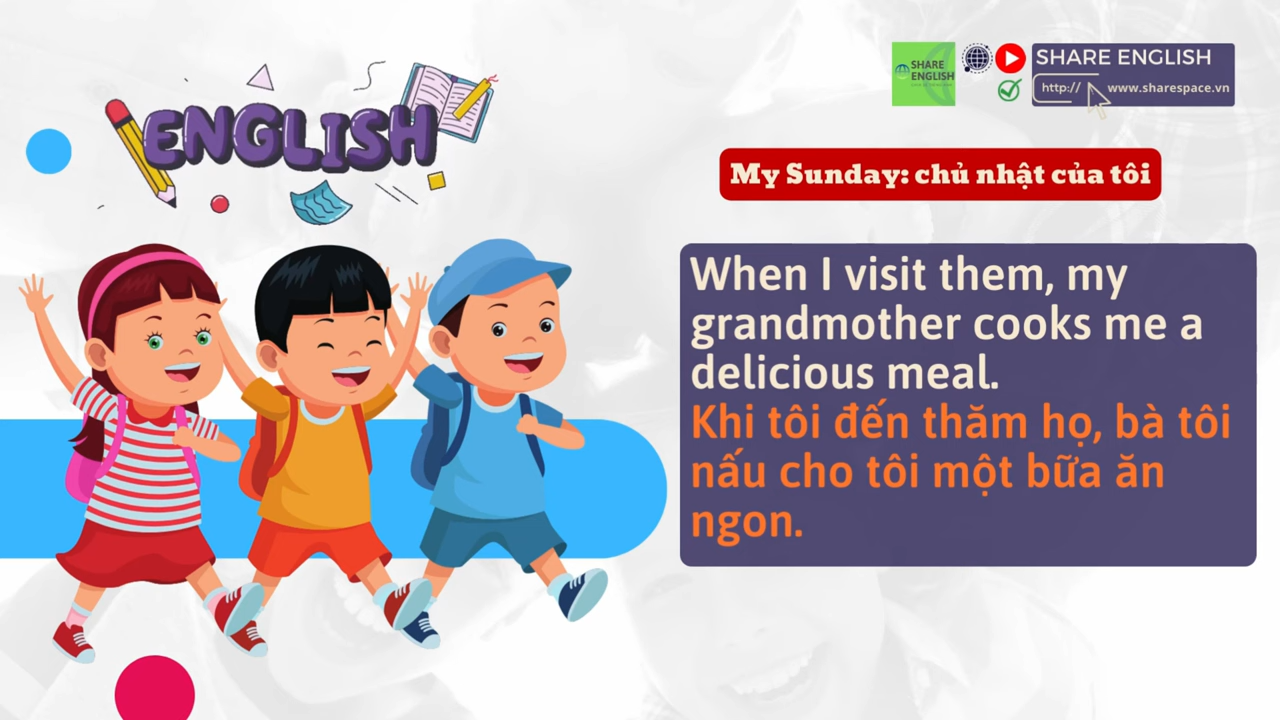 ENGLISH
SHARE
ENGLISH
SHARE ENGLISH
http://
www.sharespace.vn
My Sunday: chủ nhật của tôi
When I visit them, my
grandmother cooks me a
delicious meal.
Khi tôi đến thăm họ, bà tôi
nấu cho tôi một bữa ăn
ngon.